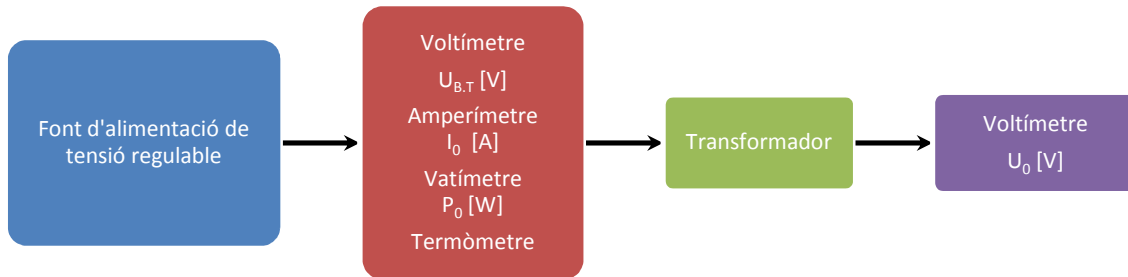 Font d'alimentació de
tensió regulable
Voltímetre
U_B.T [V]
Amperímetre
I_0 [A]
Vatímetre
P_0 [W]
Termòmetre
Transformador
Voltímetre
U_0 [V]